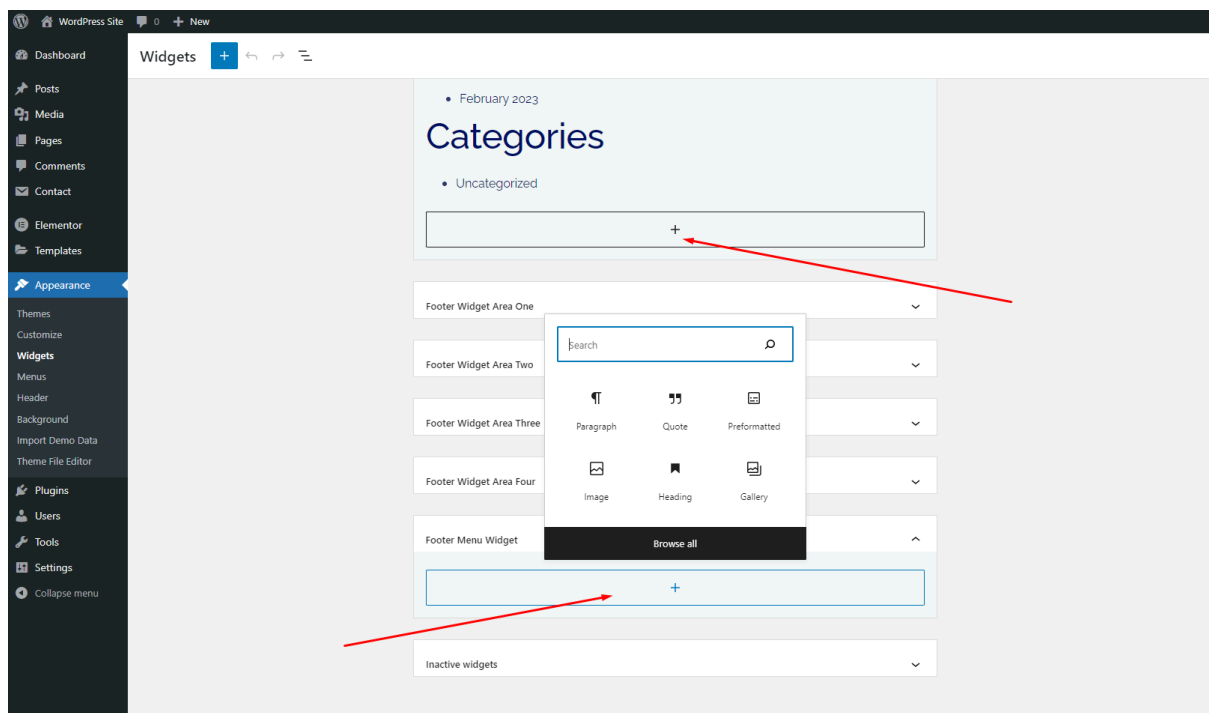 WordPress Site 0 + New
Dashboard
Posts
Media
Pages
Comments
Contact
Elementor
Templates
Appearance
Themes
Customize
Widgets
Menus
Header
Background
Import Demo Data
Theme File Editor
Plugins
Users
Tools
Settings
Collapse menu
Widgets
• February 2023
Categories
• Uncategorized
Footer Widget Area One
Footer Widget Area Two
Footer Widget Area Three
Footer Widget Area Four
Footer Menu Widget
Search
Paragraph Quote Preformatted
Image Heading Gallery
Browse all
Inactive widgets